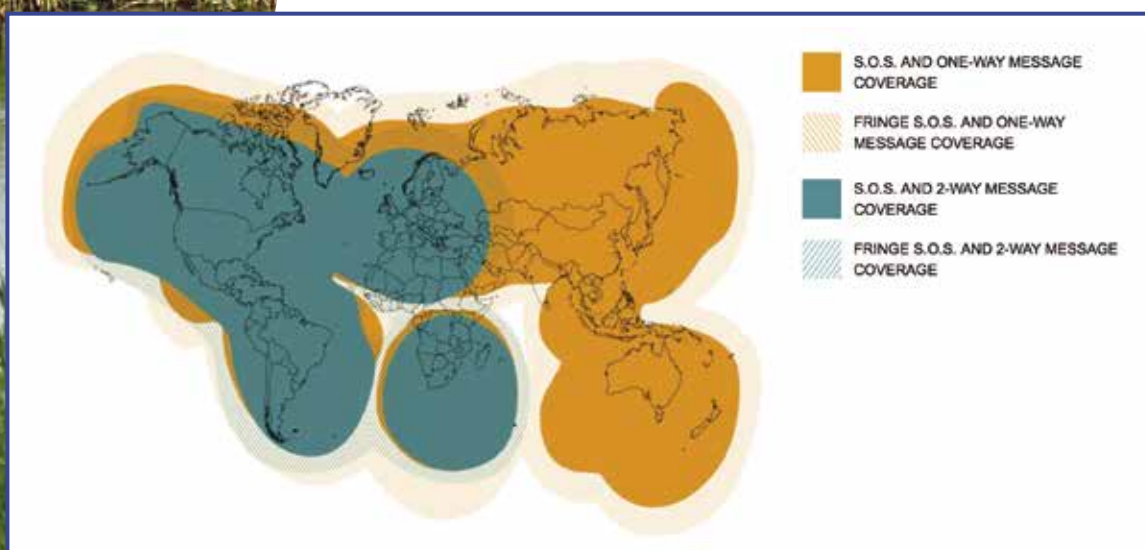 S.O.S. AND ONE-WAY MESSAGE
COVERAGE
FRINGE S.O.S. AND ONE-WAY
MESSAGE COVERAGE
S.O.S. AND 2-WAY MESSAGE
COVERAGE
FRINGE S.O.S. AND 2-WAY MESSAGE
COVERAGE